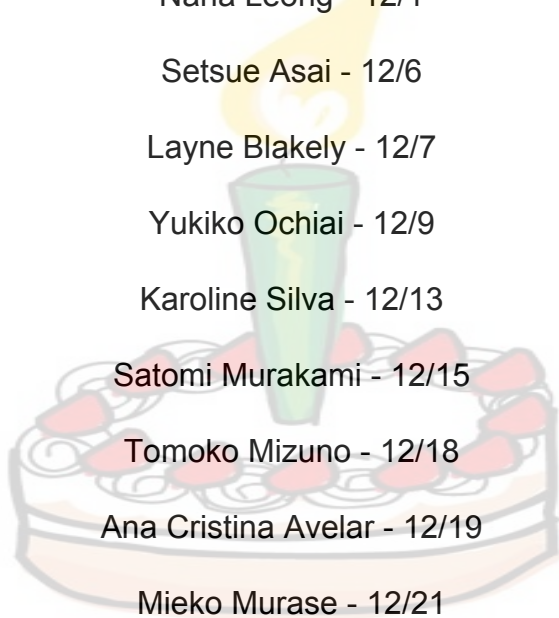 Setsue Asai - 12/6
Layne Blakely - 12/7
Yukiko Ochiai - 12/9
Karoline Silva - 12/13
Satomi Murakami - 12/15
Tomoko Mizuno - 12/18
Ana Cristina Avelar - 12/19
Mieko Murase - 12/21